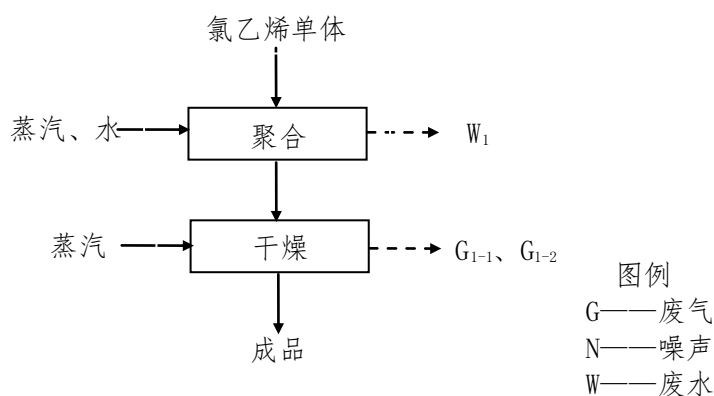 氯乙烯单体
蒸汽、水
聚合
W1
蒸汽
干燥
G1-1、G1-2
成品
图例
G——废气
N——噪声
W——废水